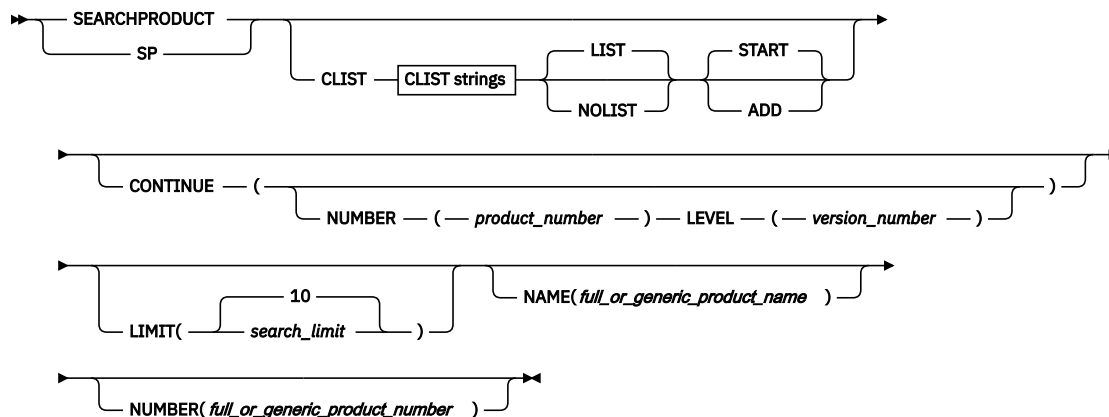 SEARCHPRODUCT
SP
CLIST CLIST strings LIST NOLIST START ADD
CONTINUE ( NUMBER ( product_number ) LEVEL ( version_number ) )
LIMIT( 10 search_limit )
NAME( full_or_generic_product_name )
NUMBER( full_or_generic_product_number )